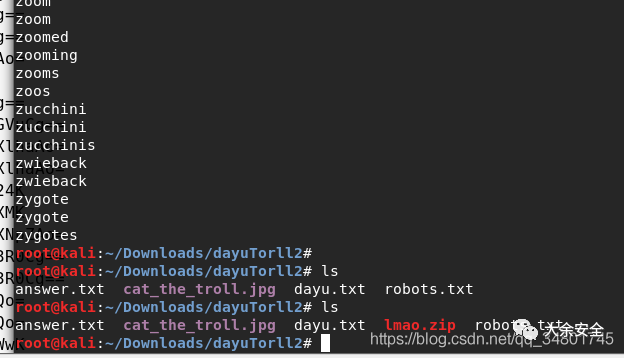 zoom
zoom
zoomed
zooming
zooms
zoos
zucchini
zucchini
zucchinis
zwieback
zwieback
zygote
zygote
zygotes
root@kali:~/Downloads/dayuTorll2#
root@kali:~/Downloads/dayuTorll2# ls
answer.txt cat_the_troll.jpg dayu.txt robots.txt
root@kali:~/Downloads/dayuTorll2# ls
answer.txt cat_the_troll.jpg dayu.txt lmao.zip robots.txt
大余安全
root@kali:~/Downloads/dayuTorll2#
https://blog.csdn.net/qq_34801745